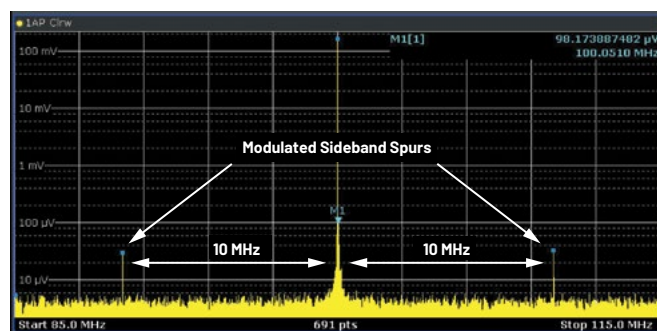 1AP Clrw
M1[1] 98.173887482 µV
100.0510 MHz
100 mV
10 mV
1 mV
Modulated Sideband Spurs
M1
100 µV
10 MHz 10 MHz
10 µV
Start 85.0 MHz 691 pts Stop 115.0 MHz